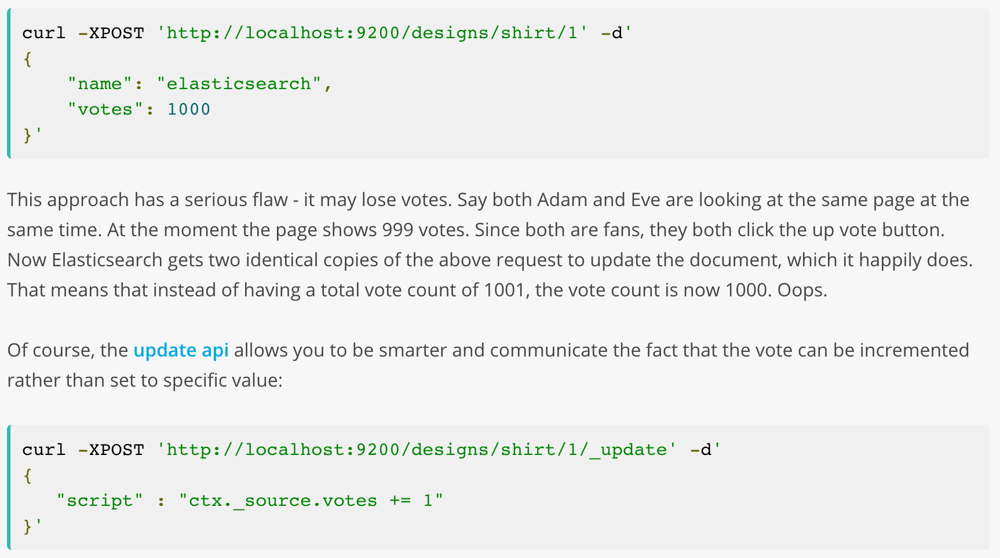 curl -XPOST 'http://localhost:9200/designs/shirt/1' -d'
{
    "name": "elasticsearch",
    "votes": 1000
}'
This approach has a serious flaw - it may lose votes. Say both Adam and Eve are looking at the same page at the
same time. At the moment the page shows 999 votes. Since both are fans, they both click the up vote button.
Now Elasticsearch gets two identical copies of the above request to update the document, which it happily does.
That means that instead of having a total vote count of 1001, the vote count is now 1000. Oops.
Of course, the update api allows you to be smarter and communicate the fact that the vote can be incremented
rather than set to specific value:
curl -XPOST 'http://localhost:9200/designs/shirt/1/_update' -d'
{
   "script" : "ctx._source.votes += 1"
}'